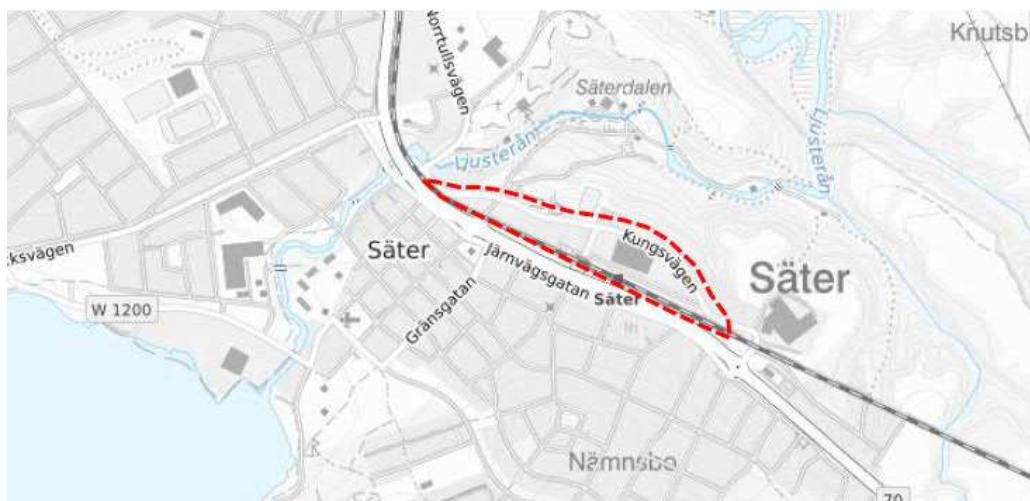 Knutsb
Norrtullsvägen
Säterdalen
Ljusterån
Ljusterån
Säter
Kungsvägen
Säter
cksvägen
Järnvägsgatan
Säter
W 1200
Gränsgatan
Nämnsbo
70